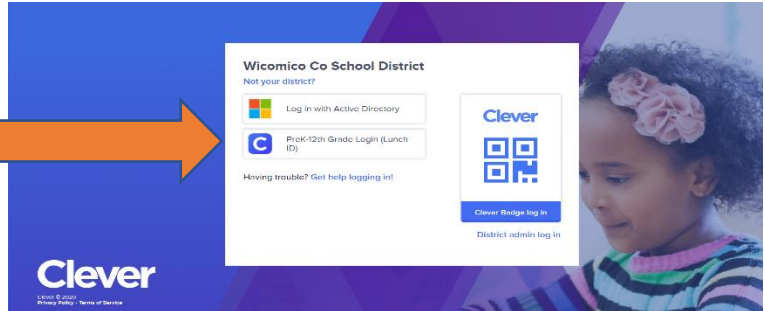 Wicomico Co School District
Not your district?
Log in with Active Directory
C
PreK-12th Grade Login (Lunch
ID)
Having trouble? Get help logging in!
Clever
Clever Badge log in
District admin log in
Clever
Clever © 2020
Privacy Policy - Terms of Service